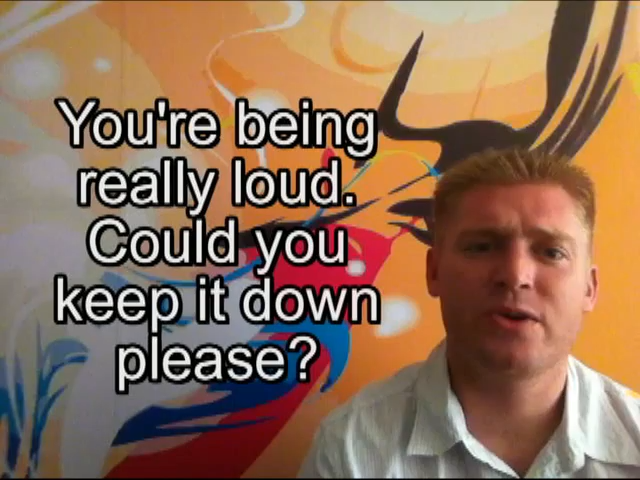 You're being
really loud.
Could you
keep it down
please?